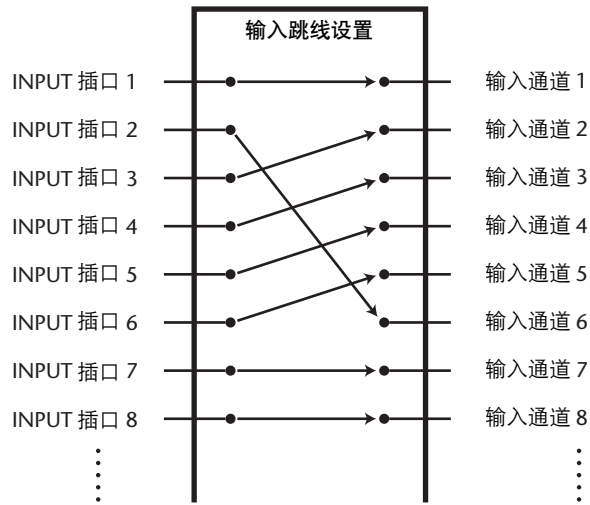 输入跳线设置
INPUT 插口 1 输入通道 1
INPUT 插口 2 输入通道 2
INPUT 插口 3 输入通道 3
INPUT 插口 4 输入通道 4
INPUT 插口 5 输入通道 5
INPUT 插口 6 输入通道 6
INPUT 插口 7 输入通道 7
INPUT 插口 8 输入通道 8